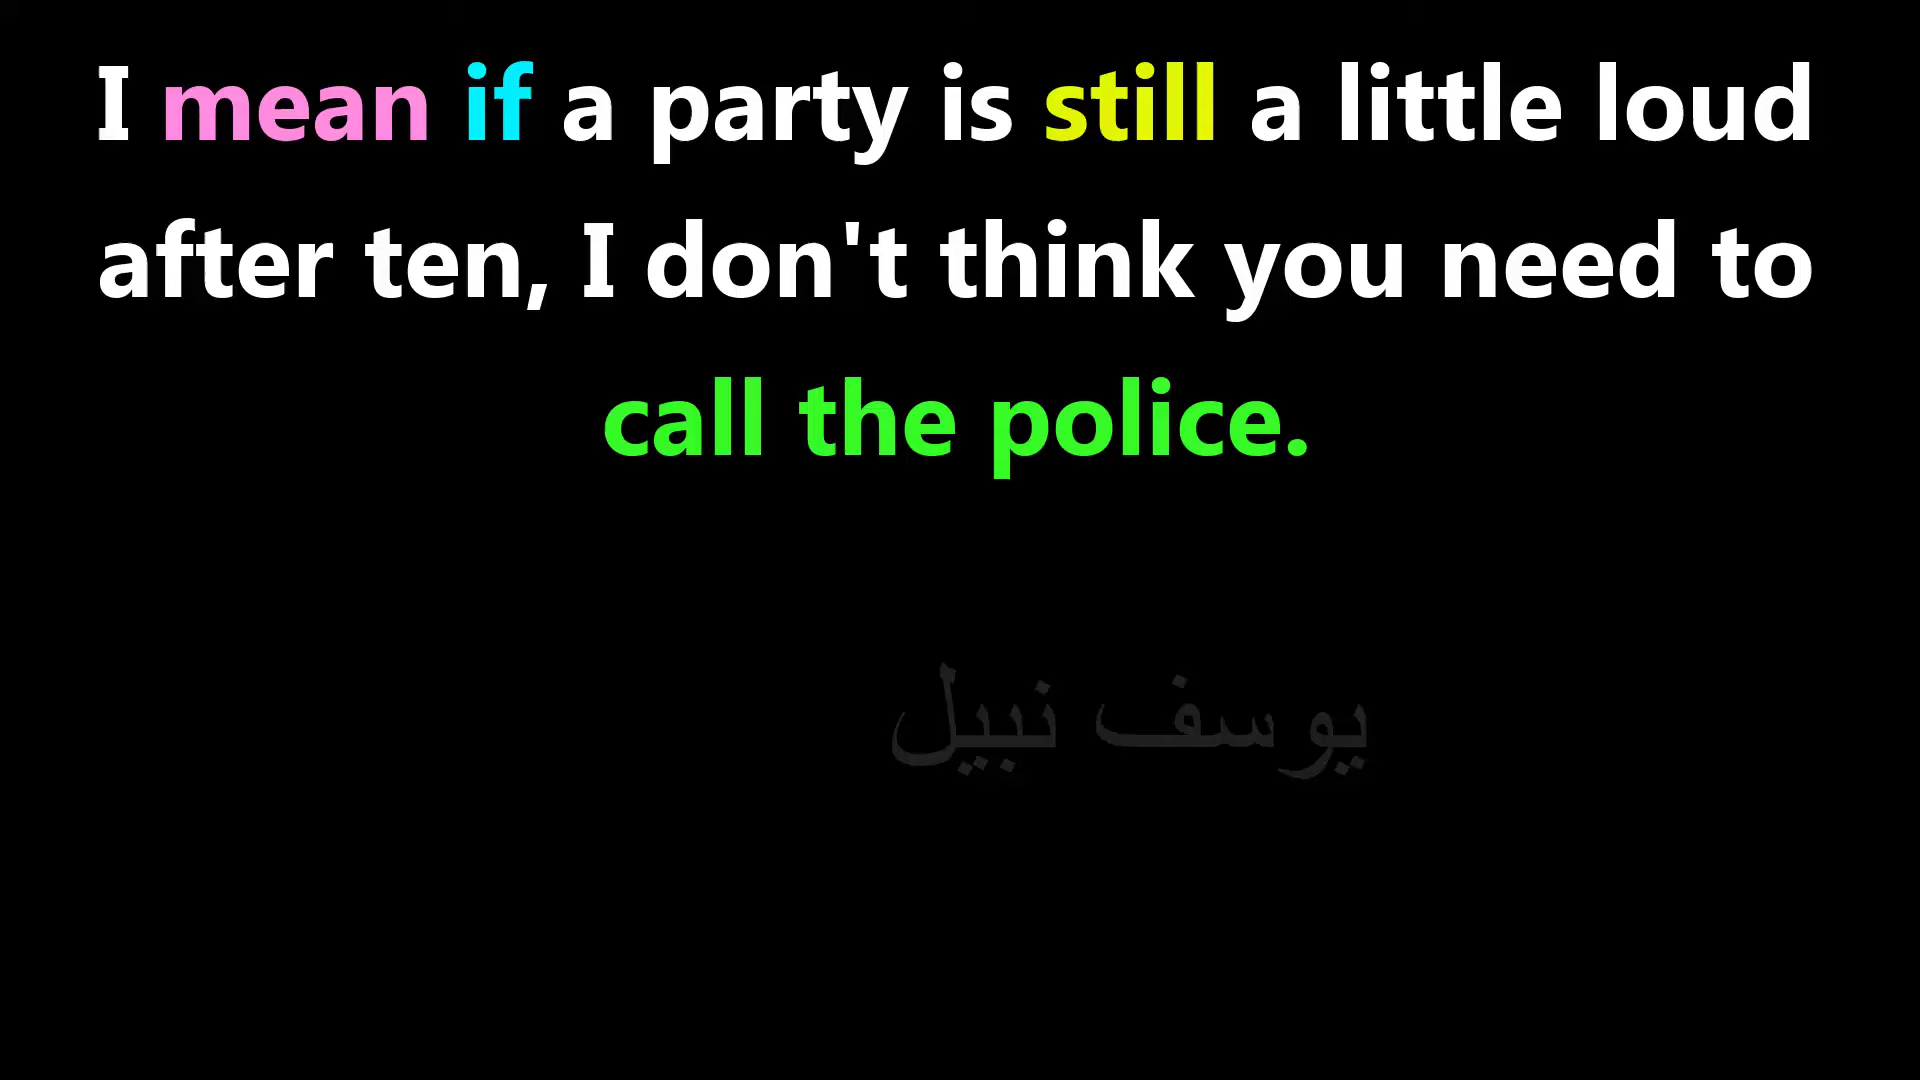 I mean if a party is still a little loud
after ten, I don't think you need to
call the police.
يوسف نبيل